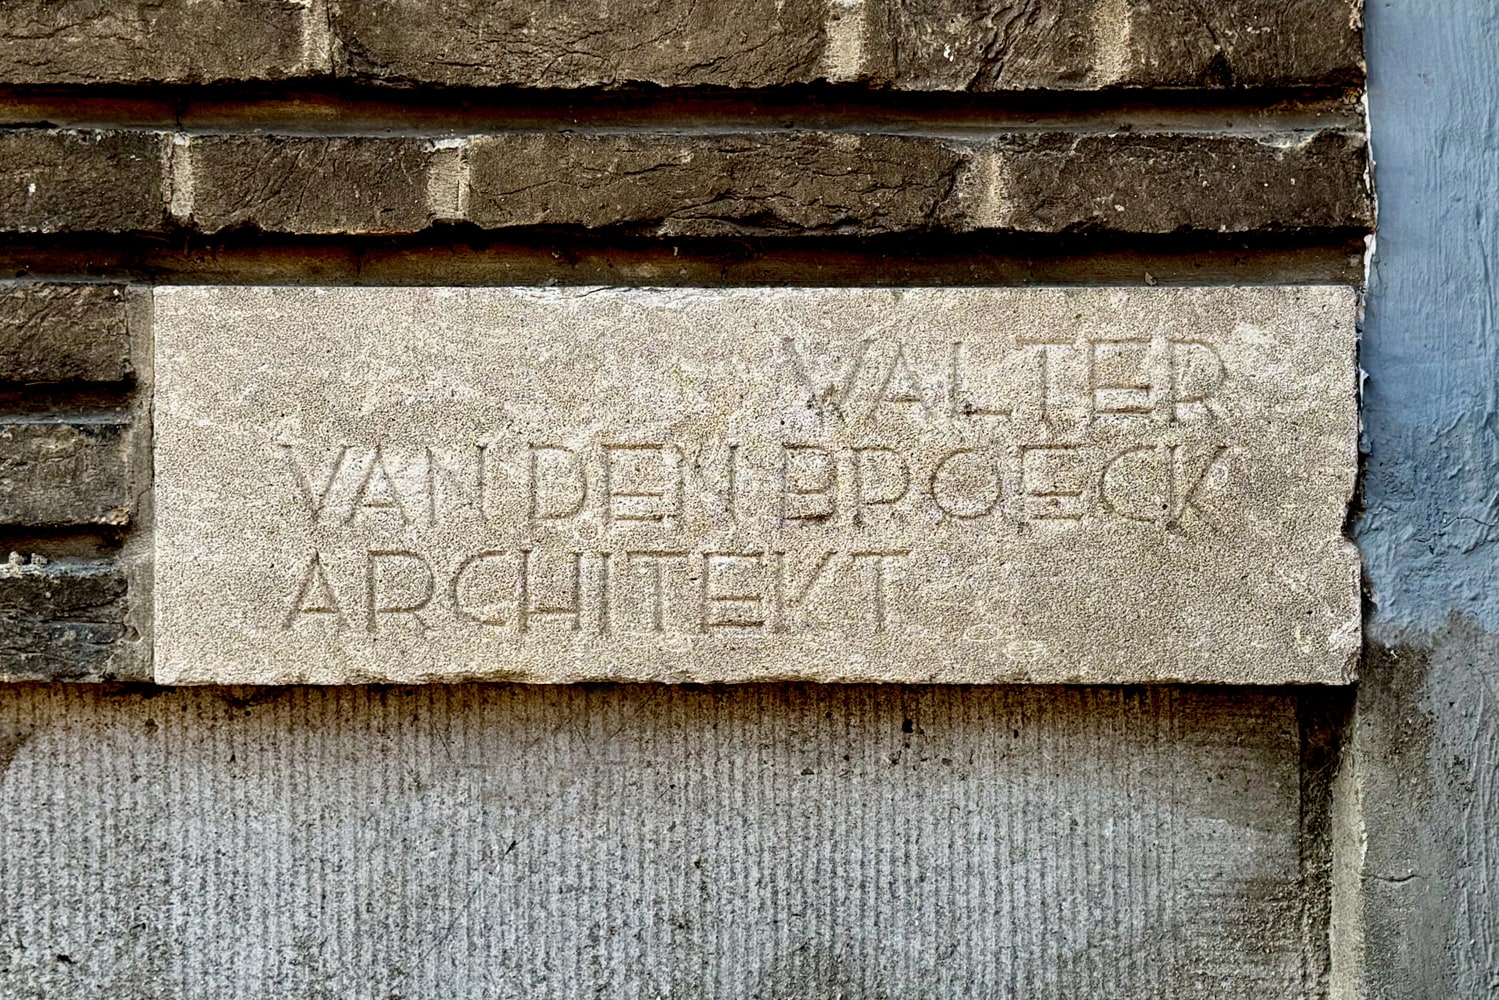 WALTER
VAN DEN BROECK
ARCHITEKT